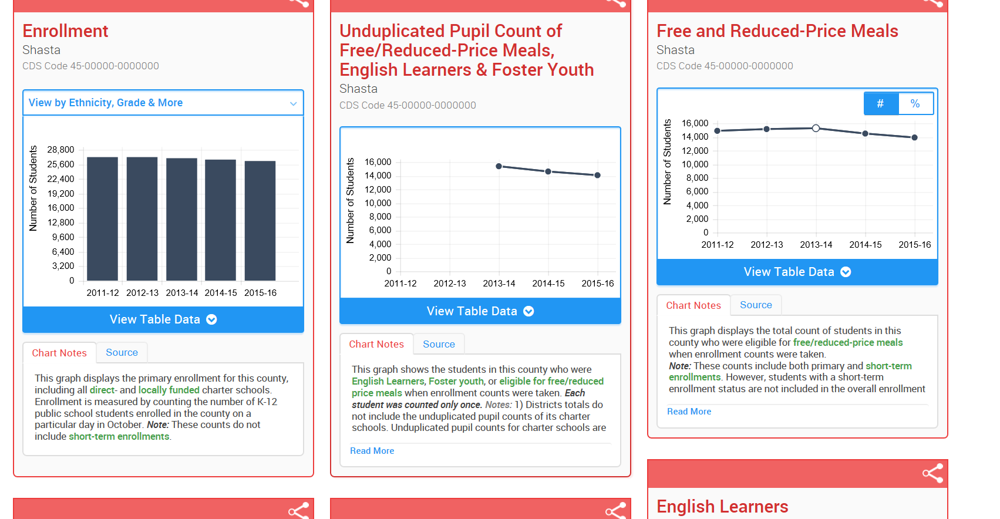 Enrollment
Shasta
CDS Code 45-00000-0000000
View by Ethnicity, Grade & More
Number of Students
28,800
25,600
22,400
19,200
16,000
12,800
9,600
6,400
3,200
0
2011-12 2012-13 2013-14 2014-15 2015-16
View Table Data
Chart Notes Source
This graph displays the primary enrollment for this county,
including all direct- and locally funded charter schools.
Enrollment is measured by counting the number of K-12
public school students enrolled in the county on a
particular day in October. Note: These counts do not
include short-term enrollments.
Unduplicated Pupil Count of
Free/Reduced-Price Meals,
English Learners & Foster Youth
Shasta
CDS Code 45-00000-0000000
Number of Students
16,000
14,000
12,000
10,000
8,000
6,000
4,000
2,000
0
2011-12 2012-13 2013-14 2014-15 2015-16
View Table Data
Chart Notes Source
This graph shows the students in this county who were
English Learners, Foster youth, or eligible for free/reduced
price meals when enrollment counts were taken. Each
student was counted only once. Notes: 1) Districts totals do
not include the unduplicated pupil counts of its charter
schools. Unduplicated pupil counts for charter schools are
Read More
Free and Reduced-Price Meals
Shasta
CDS Code 45-00000-0000000
# %
Number of Students
16,000
14,000
12,000
10,000
8,000
6,000
4,000
2,000
0
2011-12 2012-13 2013-14 2014-15 2015-16
View Table Data
Chart Notes Source
This graph displays the total count of students in this
county who were eligible for free/reduced-price meals
when enrollment counts were taken.
Note: These counts include both primary and short-term
enrollments. However, students with a short-term
enrollment status are not included in the overall enrollment
Read More
English Learners